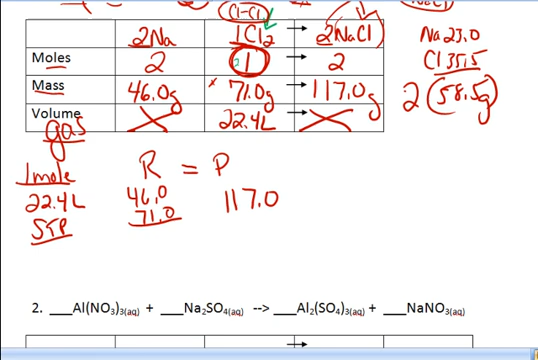 (Cl-Cl)
2Na 1Cl2 → 2NaCl Na 23.0
Moles 2 1 → 2 Cl 35.5
Mass 46.0g 71.0g → 117.0g 2(58.5g)
Volume X 22.4L → X
gas
1mole R = P
22.4L 46.0 117.0
STP 71.0
2. ___Al(NO3)3(aq) + ___Na2SO4(aq) --> ___Al2(SO4)3(aq) + ___NaNO3(aq)
→